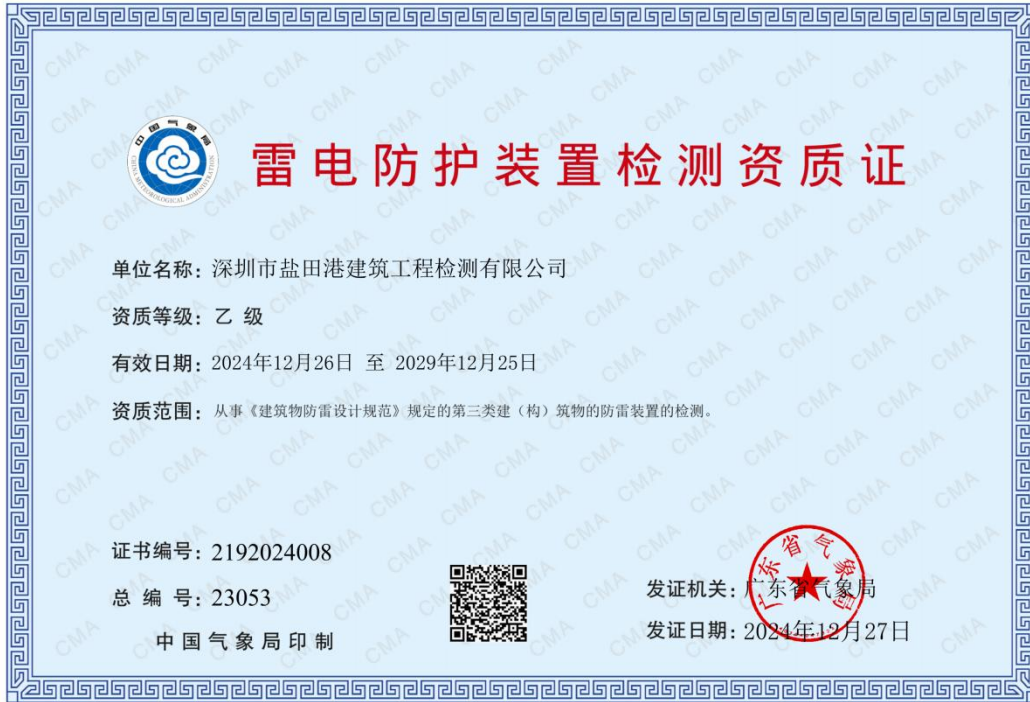 雷电防护装置检测资质证
中国气象局
CHINA METEOROLOGICAL ADMINISTRATION
单位名称：深圳市盐田港建筑工程检测有限公司
资质等级：乙 级
有效日期：2024年12月26日 至 2029年12月25日
资质范围：从事《建筑物防雷设计规范》规定的第三类建（构）筑物的防雷装置的检测。
证书编号：2192024008
总 编 号：23053
中国气象局印制
发证机关：广东省气象局
发证日期：2024年12月27日
广东省气象局
CMA